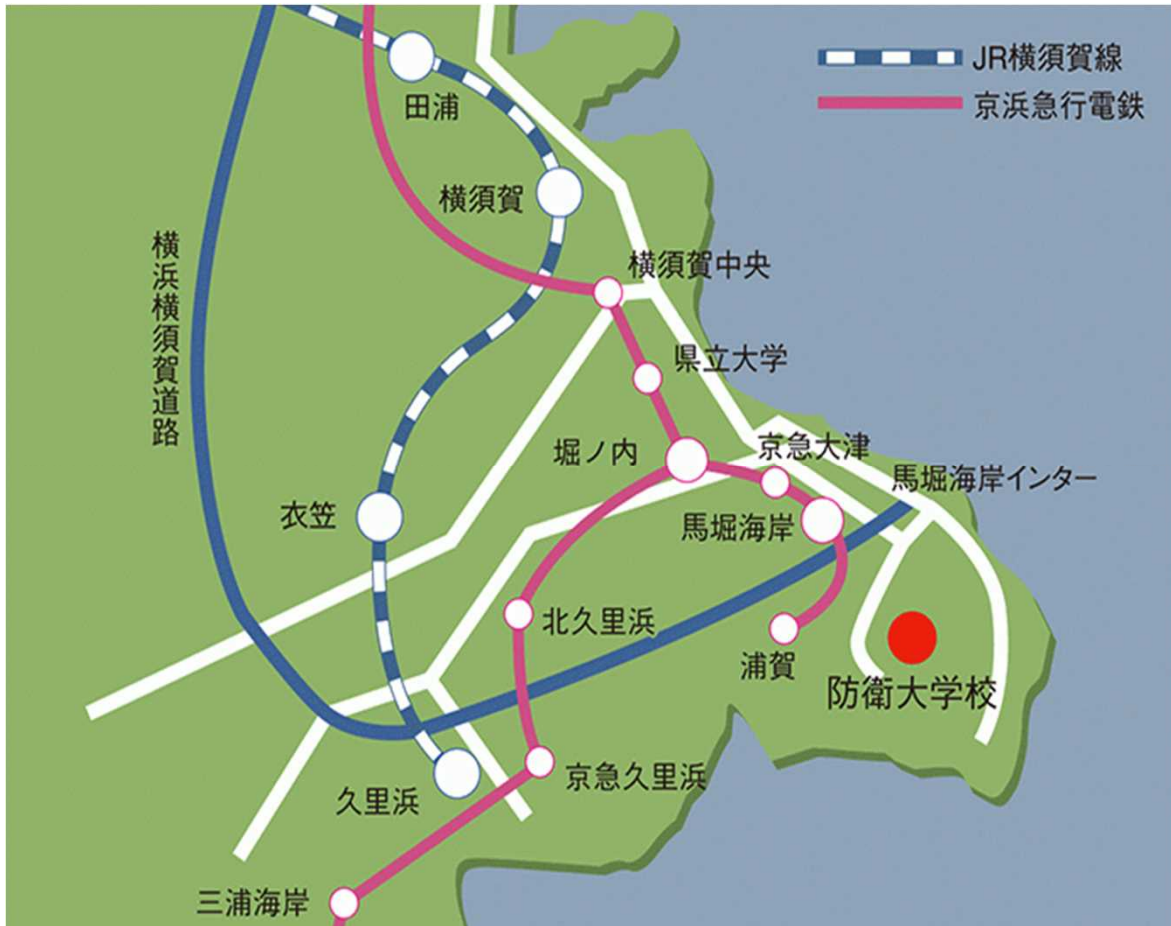 JR横須賀線
京浜急行電鉄
田浦
横須賀
横浜横須賀道路
横須賀中央
県立大学
堀ノ内
京急大津
馬堀海岸インター
衣笠
馬堀海岸
北久里浜
浦賀
防衛大学校
京急久里浜
久里浜
三浦海岸